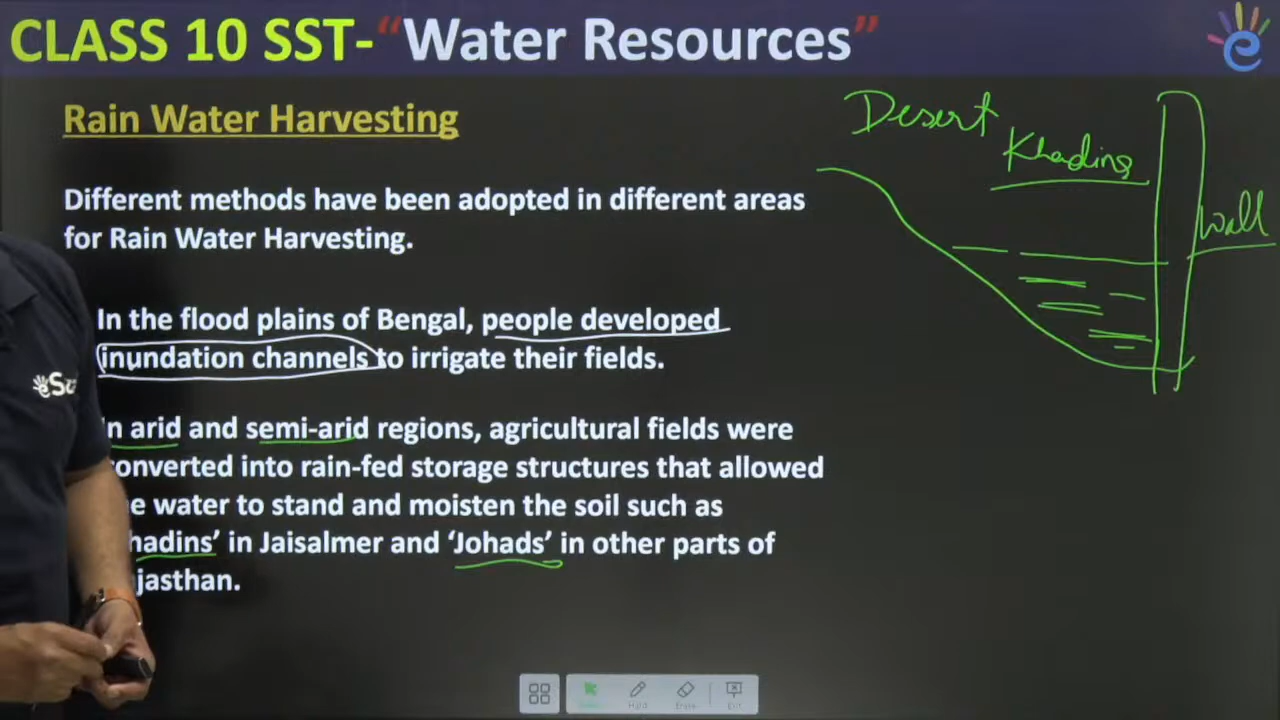 CLASS 10 SST-"Water Resources"
Rain Water Harvesting
Different methods have been adopted in different areas
for Rain Water Harvesting.
In the flood plains of Bengal, people developed
inundation channels to irrigate their fields.
In arid and semi-arid regions, agricultural fields were
converted into rain-fed storage structures that allowed
water to stand and moisten the soil such as
hadins' in Jaisalmer and 'Johads' in other parts of
jasthan.
Desert
Khading
Wall